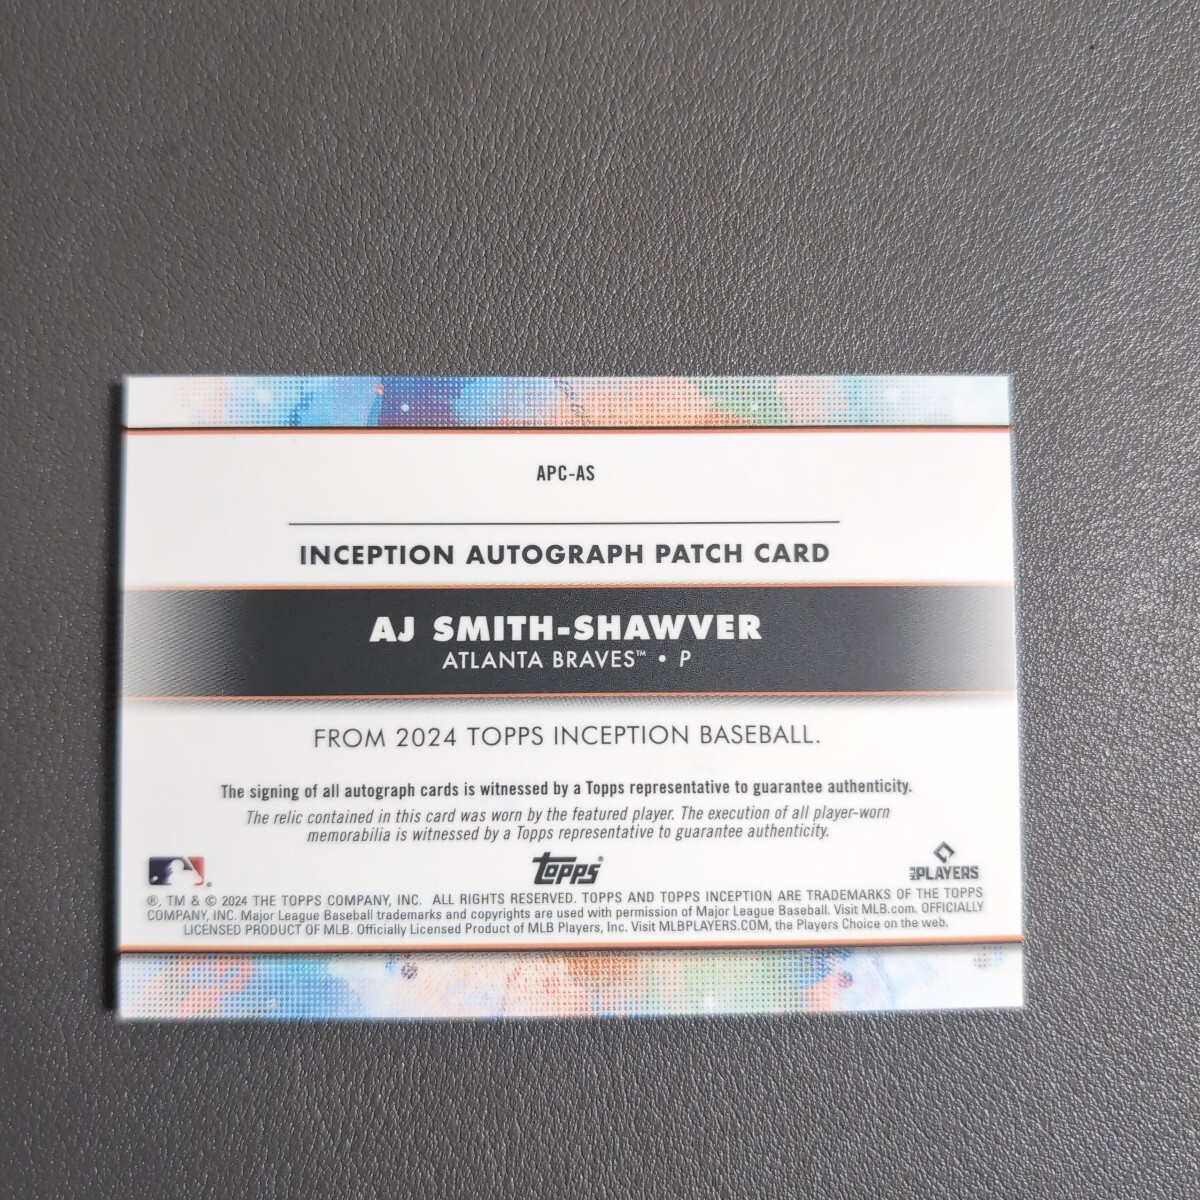 APC-AS
INCEPTION AUTOGRAPH PATCH CARD
AJ SMITH-SHAWVER
ATLANTA BRAVES™ • P
FROM 2024 TOPPS INCEPTION BASEBALL.
The signing of all autograph cards is witnessed by a Topps representative to guarantee authenticity.
The relic contained in this card was worn by the featured player. The execution of all player-worn
memorabilia is witnessed by a Topps representative to guarantee authenticity.
topps®
MLB PLAYERS
®, TM & © 2024 THE TOPPS COMPANY, INC. ALL RIGHTS RESERVED. TOPPS AND TOPPS INCEPTION ARE TRADEMARKS OF THE TOPPS
COMPANY, INC. Major League Baseball trademarks and copyrights are used with permission of Major League Baseball. Visit MLB.com. OFFICIALLY
LICENSED PRODUCT OF MLB. Officially Licensed Product of MLB Players, Inc. Visit MLBPLAYERS.COM, the Players Choice on the web.